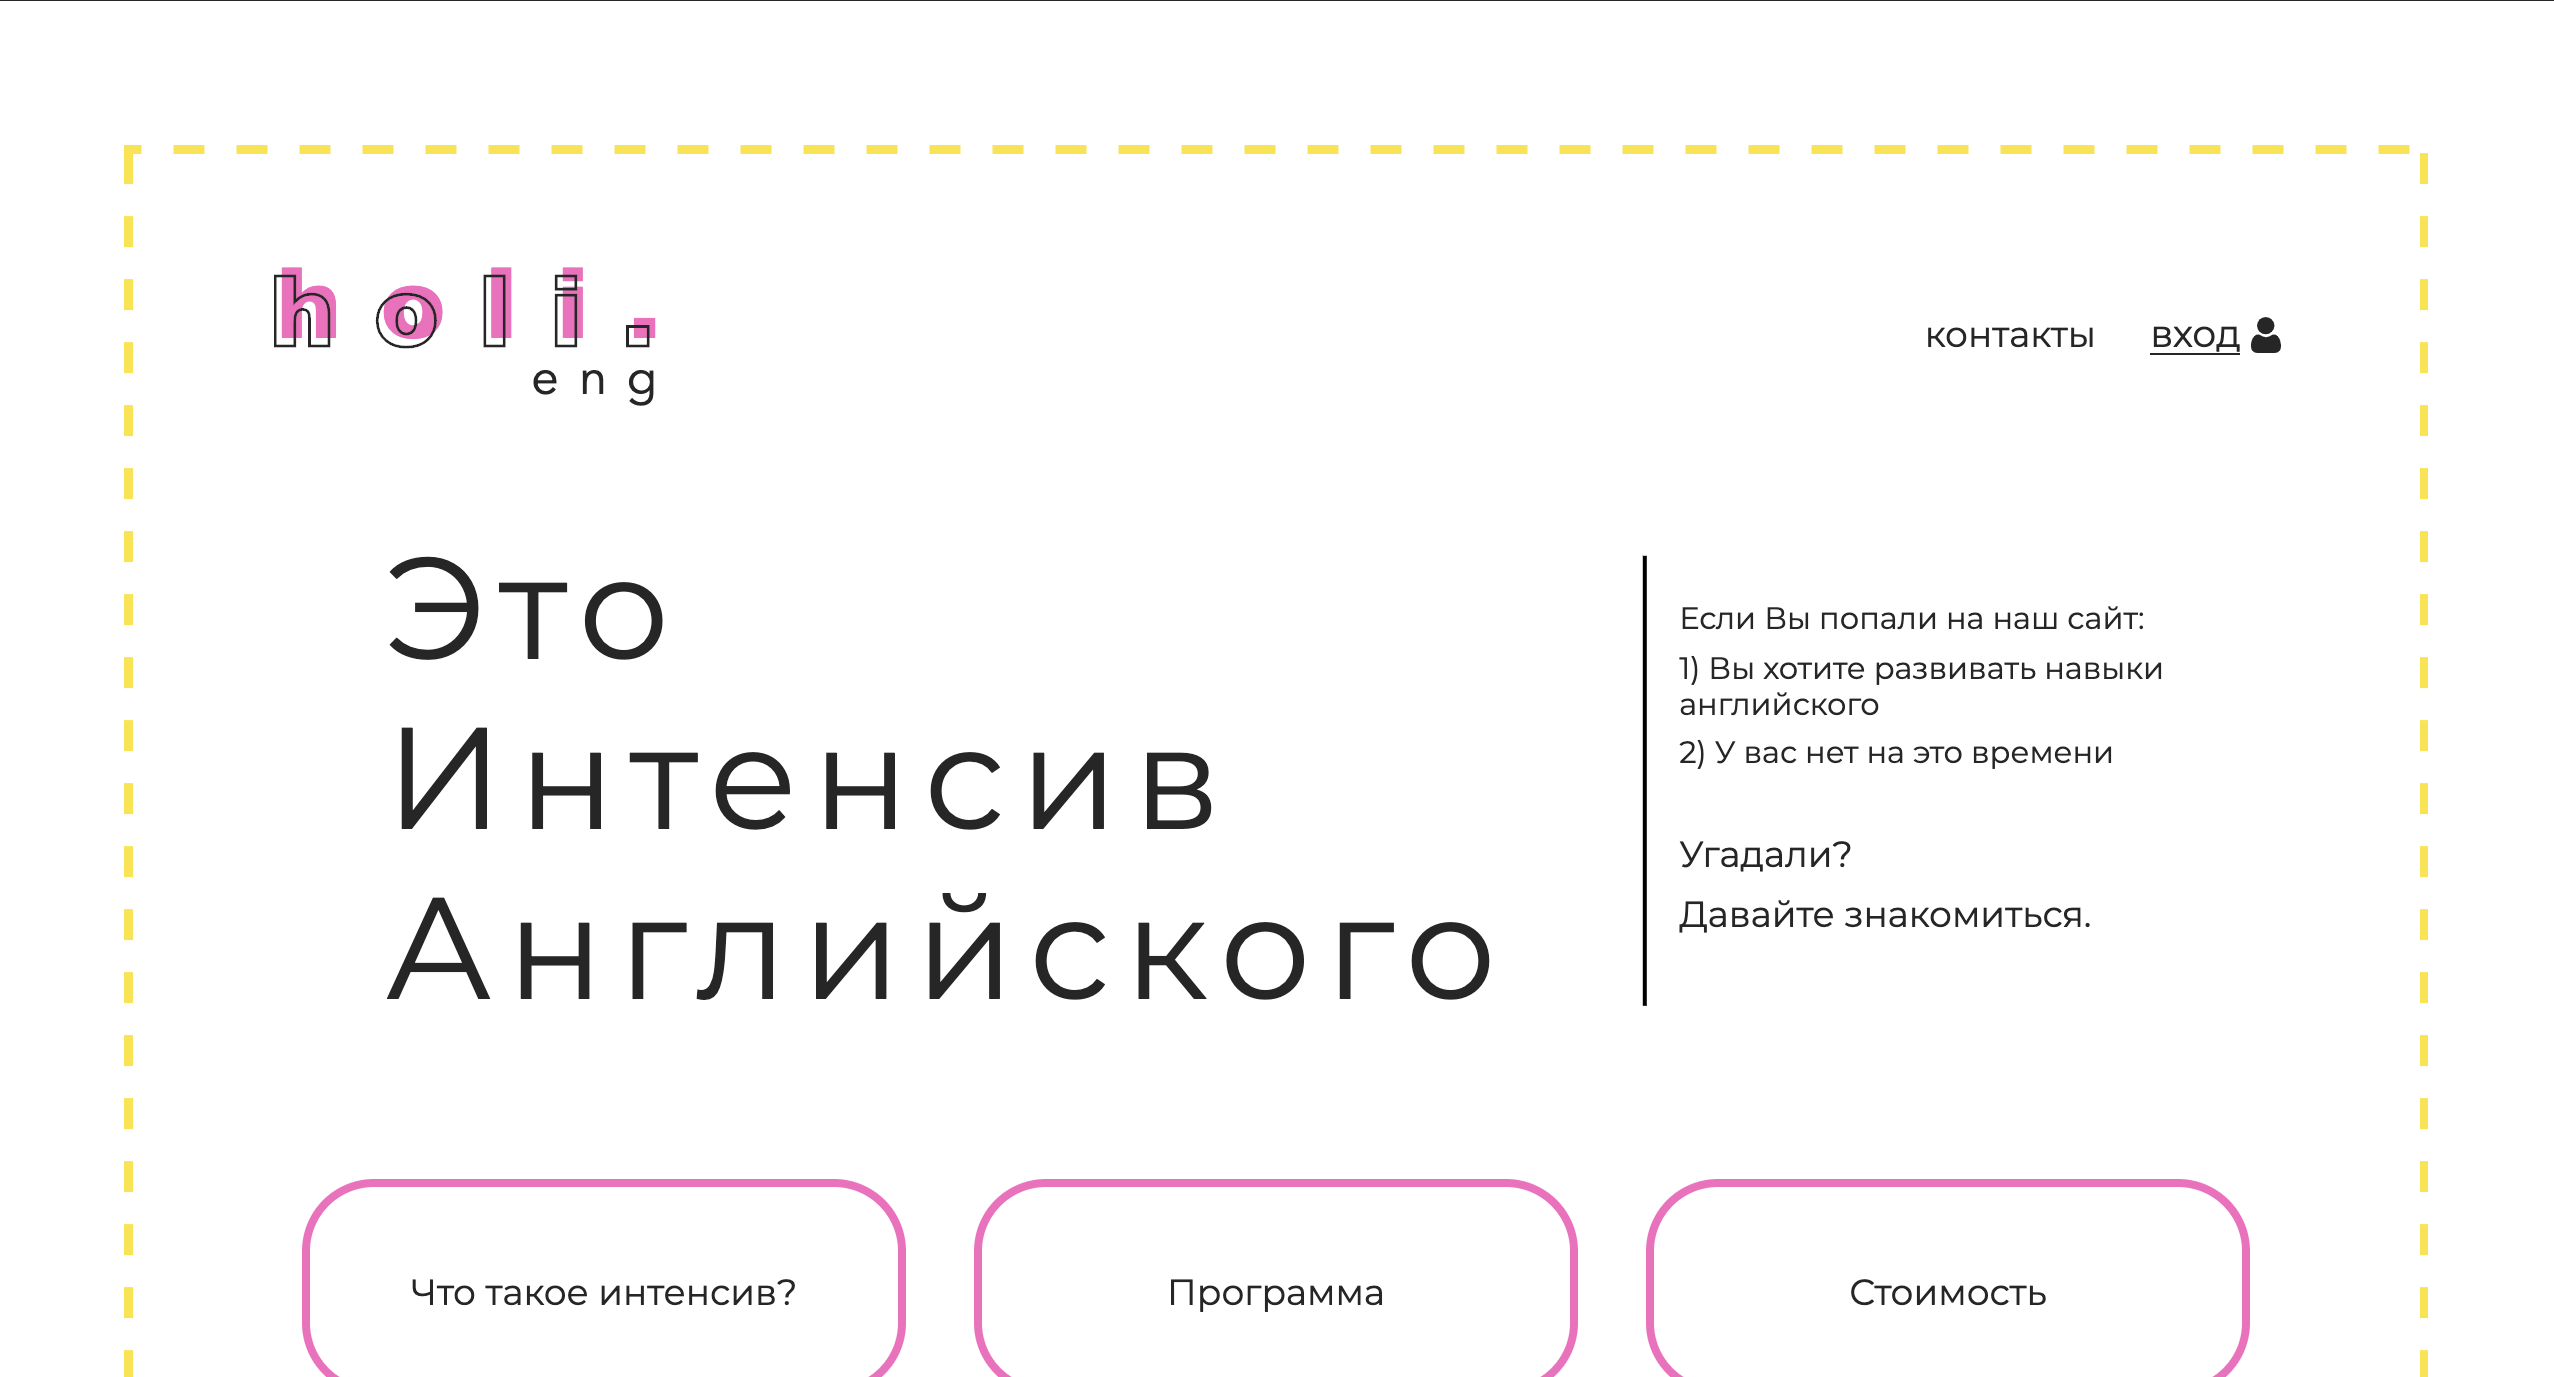 holi.
eng
контакты вход
Это
Интенсив
Английского
Если Вы попали на наш сайт:
1) Вы хотите развивать навыки
английского
2) У вас нет на это времени
Угадали?
Давайте знакомиться.
Что такое интенсив?
Программа
Стоимость